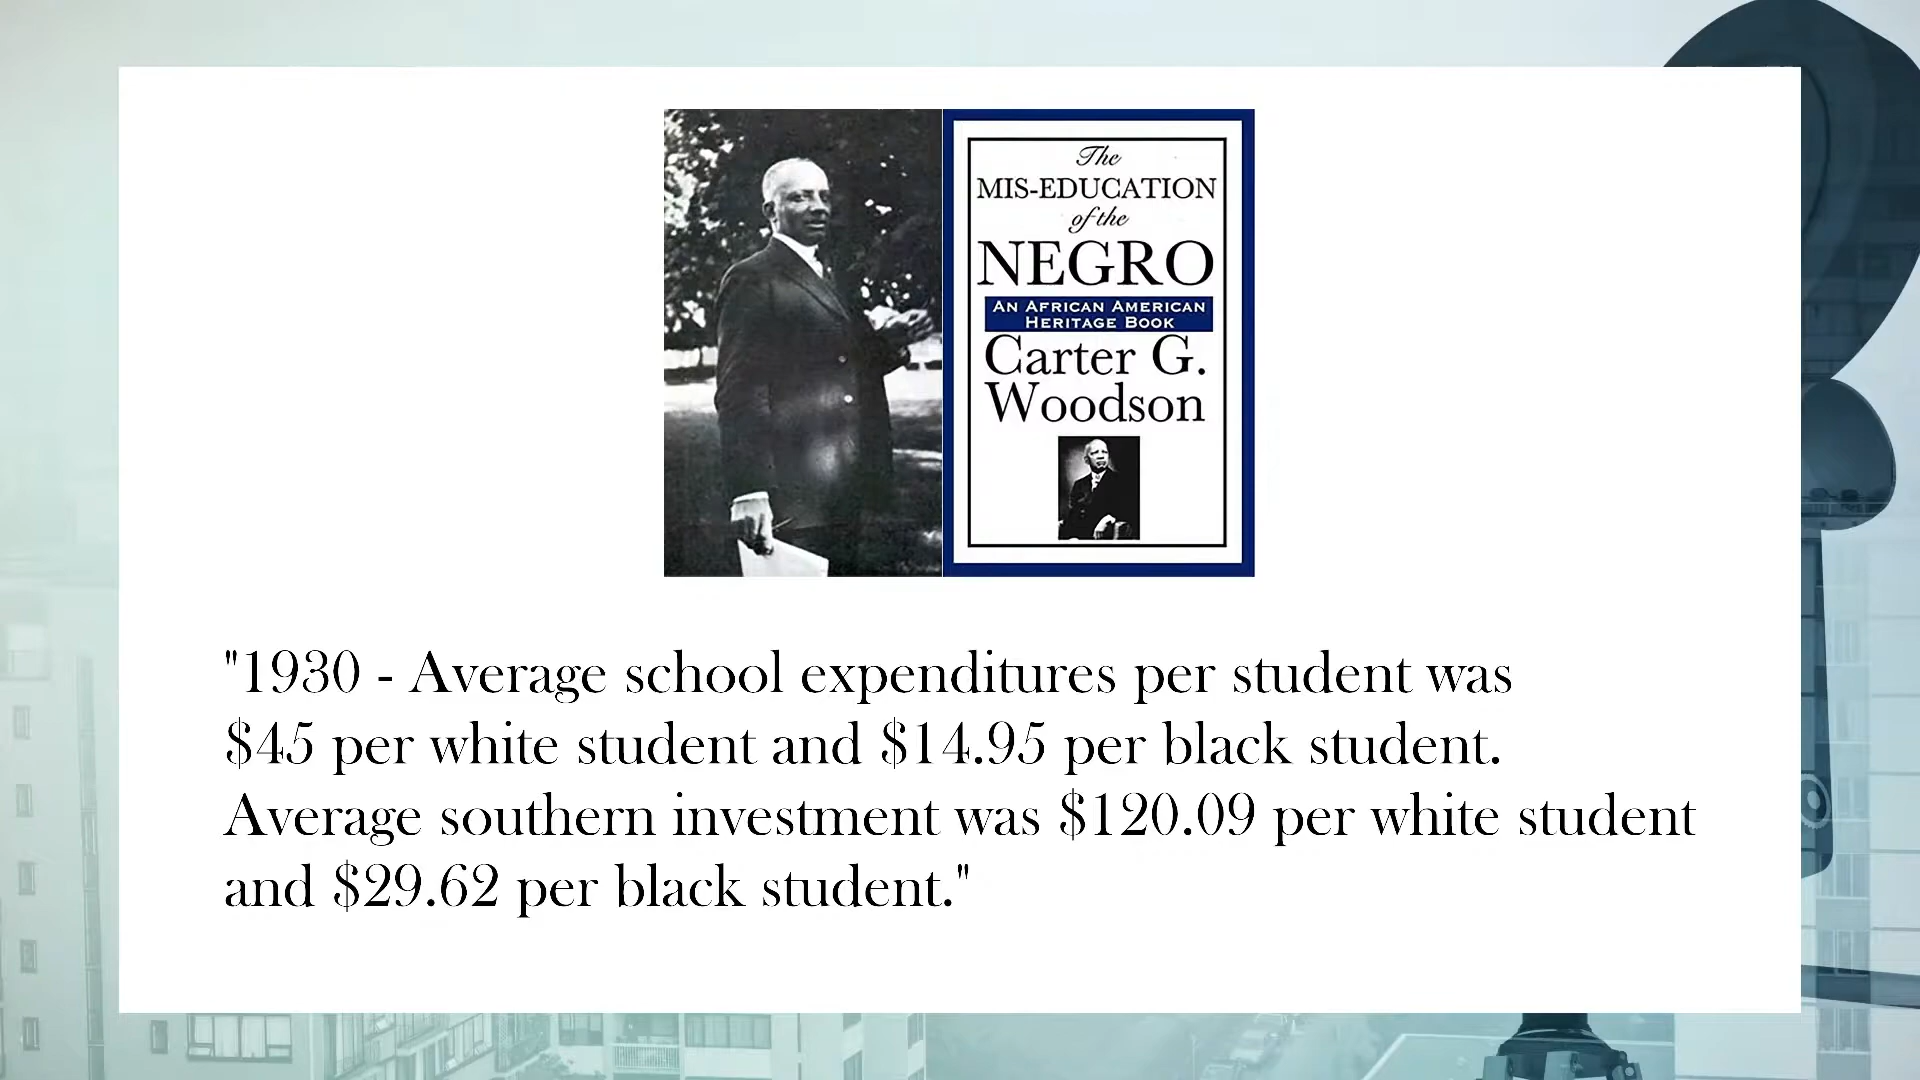 The
MIS-EDUCATION
of the
NEGRO
AN AFRICAN AMERICAN
HERITAGE BOOK
Carter G.
Woodson
"1930 - Average school expenditures per student was
$45 per white student and $14.95 per black student.
Average southern investment was $120.09 per white student
and $29.62 per black student."